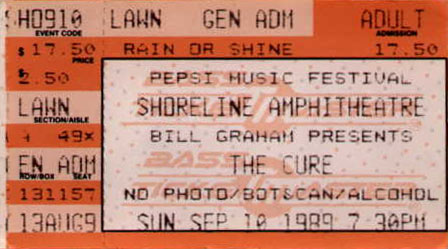 SH0910 LAWN GEN ADM ADULT
EVENT CODE ADMISSION
$ 17.50 RAIN OR SHINE 17.50
PRICE
$2.50 PEPSI MUSIC FESTIVAL
LAWN SHORELINE AMPHITHEATRE
SECTION/AISLE
49X BILL GRAHAM PRESENTS
EN ADM THE CURE
ROW/BOX SEAT
131157 NO PHOTO/BOT&CAN/ALCOHOL
13AUG9 SUN SEP 10 1989 7:30PM
BASS